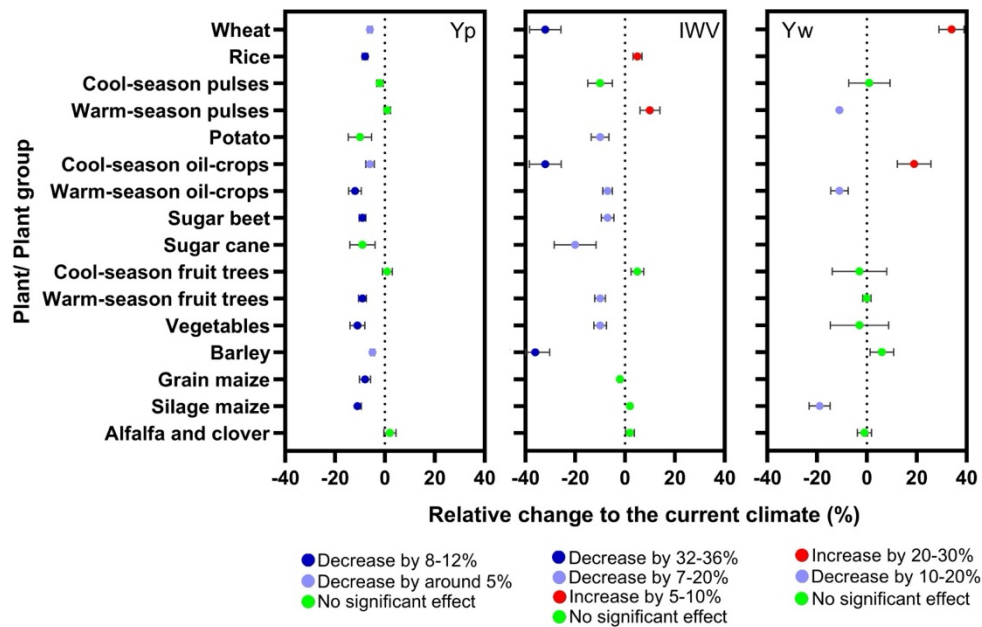 Yp
IWV
Yw
Plant/ Plant group
Wheat
Rice
Cool-season pulses
Warm-season pulses
Potato
Cool-season oil-crops
Warm-season oil-crops
Sugar beet
Sugar cane
Cool-season fruit trees
Warm-season fruit trees
Vegetables
Barley
Grain maize
Silage maize
Alfalfa and clover
-40 -20 0 20 40
-40 -20 0 20 40
-40 -20 0 20 40
Relative change to the current climate (%)
Decrease by 8-12%
Decrease by around 5%
No significant effect
Decrease by 32-36%
Decrease by 7-20%
Increase by 5-10%
No significant effect
Increase by 20-30%
Decrease by 10-20%
No significant effect